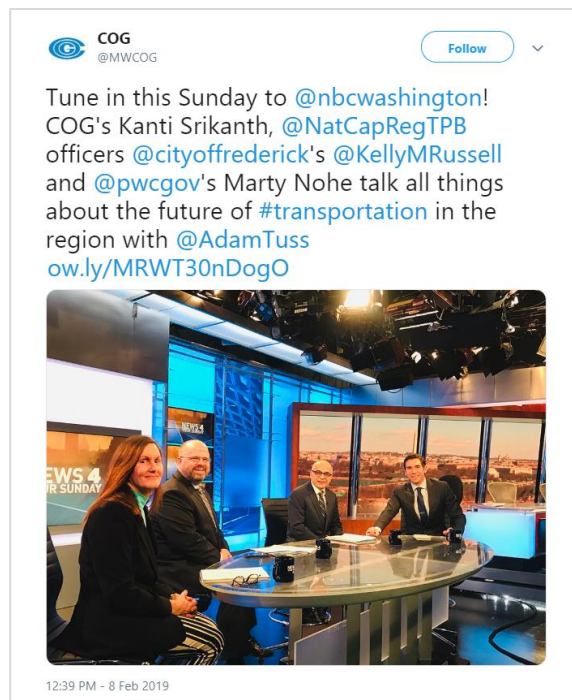 COG
@MWCOG
Follow
Tune in this Sunday to @nbcwashington!
COG's Kanti Srikanth, @NatCapRegTPB
officers @cityoffrederick's @KellyMRussell
and @pwcgov's Marty Nohe talk all things
about the future of #transportation in the
region with @AdamTuss
ow.ly/MRWT30nDogO
NEWS 4
EWS 4
R SUNDAY
12:39 PM - 8 Feb 2019